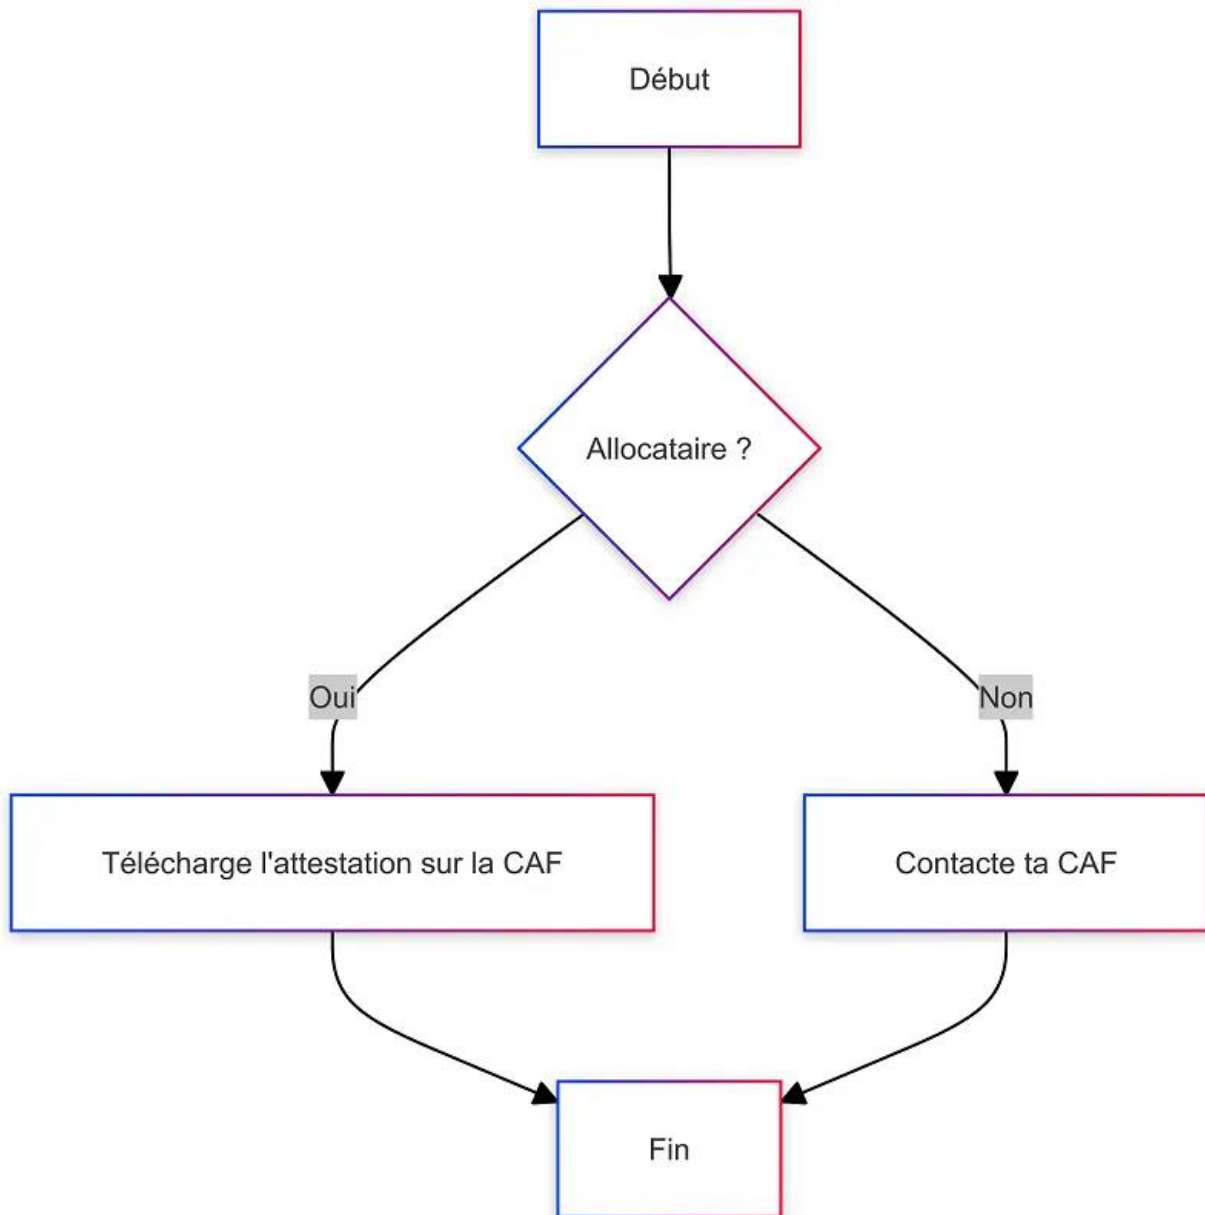 Début
Allocataire ?
Oui
Non
Télécharge l'attestation sur la CAF
Contacte ta CAF
Fin